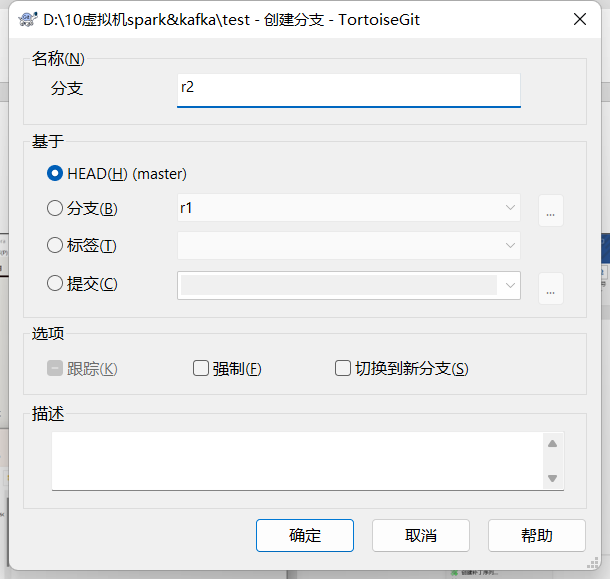 D:\10虚拟机spark&kafka\test - 创建分支 - TortoiseGit
名称(N)
分支 r2
基于
HEAD(H) (master)
分支(B) r1 ...
标签(T)
提交(C) ...
选项
跟踪(K) 强制(F) 切换到新分支(S)
描述
确定 取消 帮助